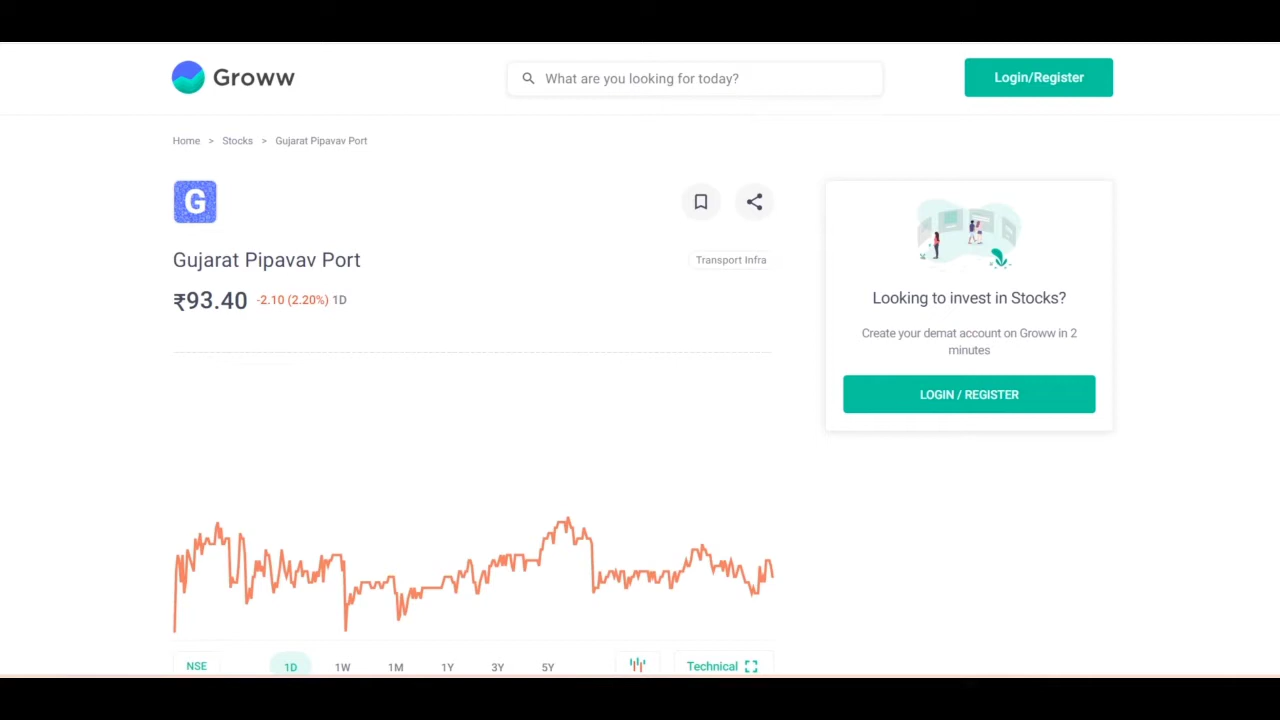 Groww
What are you looking for today?
Login/Register
Home > Stocks > Gujarat Pipavav Port
G
Gujarat Pipavav Port
Transport Infra
₹93.40 -2.10 (2.20%) 1D
Looking to invest in Stocks?
Create your demat account on Groww in 2
minutes
LOGIN / REGISTER
NSE 1D 1W 1M 1Y 3Y 5Y Technical